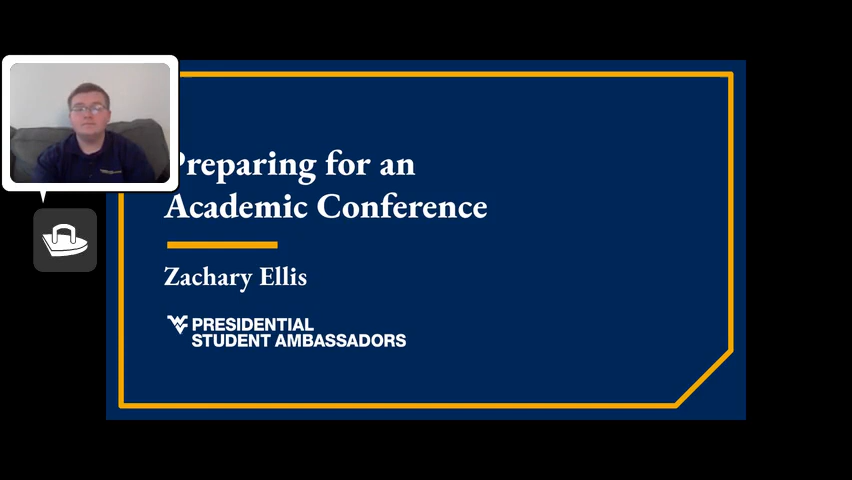 Preparing for an
Academic Conference
Zachary Ellis
PRESIDENTIAL
STUDENT AMBASSADORS